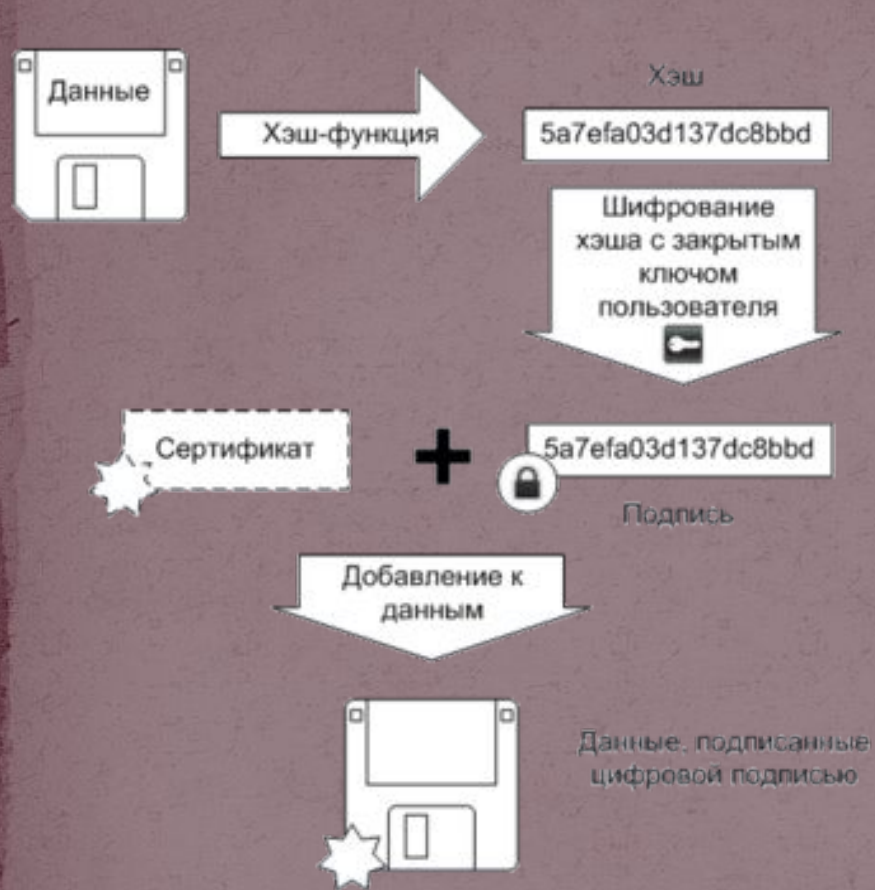 Данные
Хэш-функция
Хэш
5a7efa03d137dc8bbd
Шифрование
хэша с закрытым
ключом
пользователя
Сертификат
5a7efa03d137dc8bbd
Подпись
Добавление к
данным
Данные, подписанные
цифровой подписью